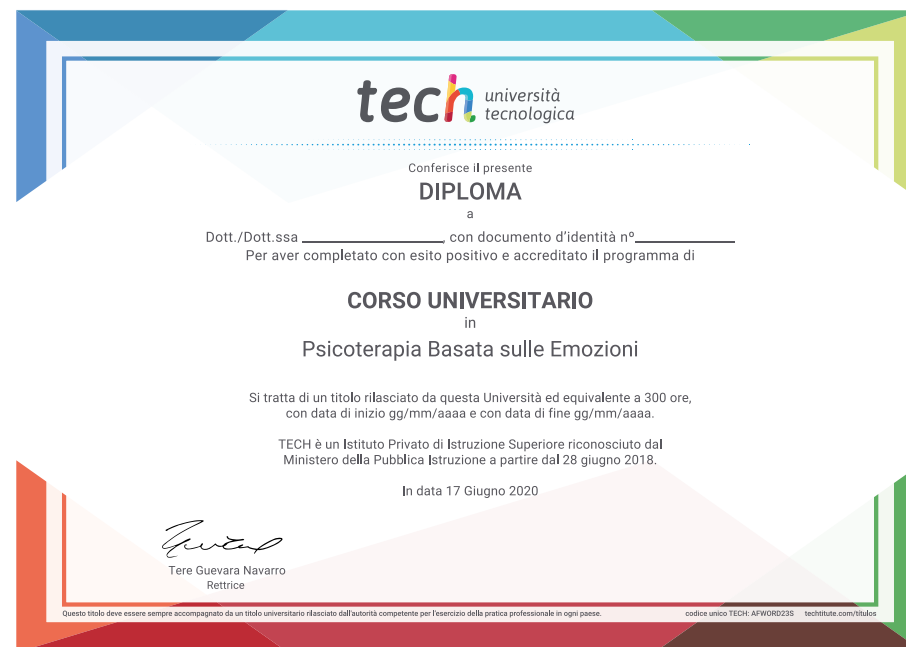 tech università
tecnologica
Conferisce il presente
DIPLOMA
a
Dott./Dott.ssa ____________________, con documento d'identità nº______________
Per aver completato con esito positivo e accreditato il programma di
CORSO UNIVERSITARIO
in
Psicoterapia Basata sulle Emozioni
Si tratta di un titolo rilasciato da questa Università ed equivalente a 300 ore,
con data di inizio gg/mm/aaaa e con data di fine gg/mm/aaaa.
TECH è un Istituto Privato di Istruzione Superiore riconosciuto dal
Ministero della Pubblica Istruzione a partire dal 28 giugno 2018.
In data 17 Giugno 2020
Tere Guevara Navarro
Rettrice
Questo titolo deve essere sempre accompagnato da un titolo universitario rilasciato dall'autorità competente per l'esercizio della pratica professionale in ogni paese. codice unico TECH: AFWORD23S techtitute.com/titulos